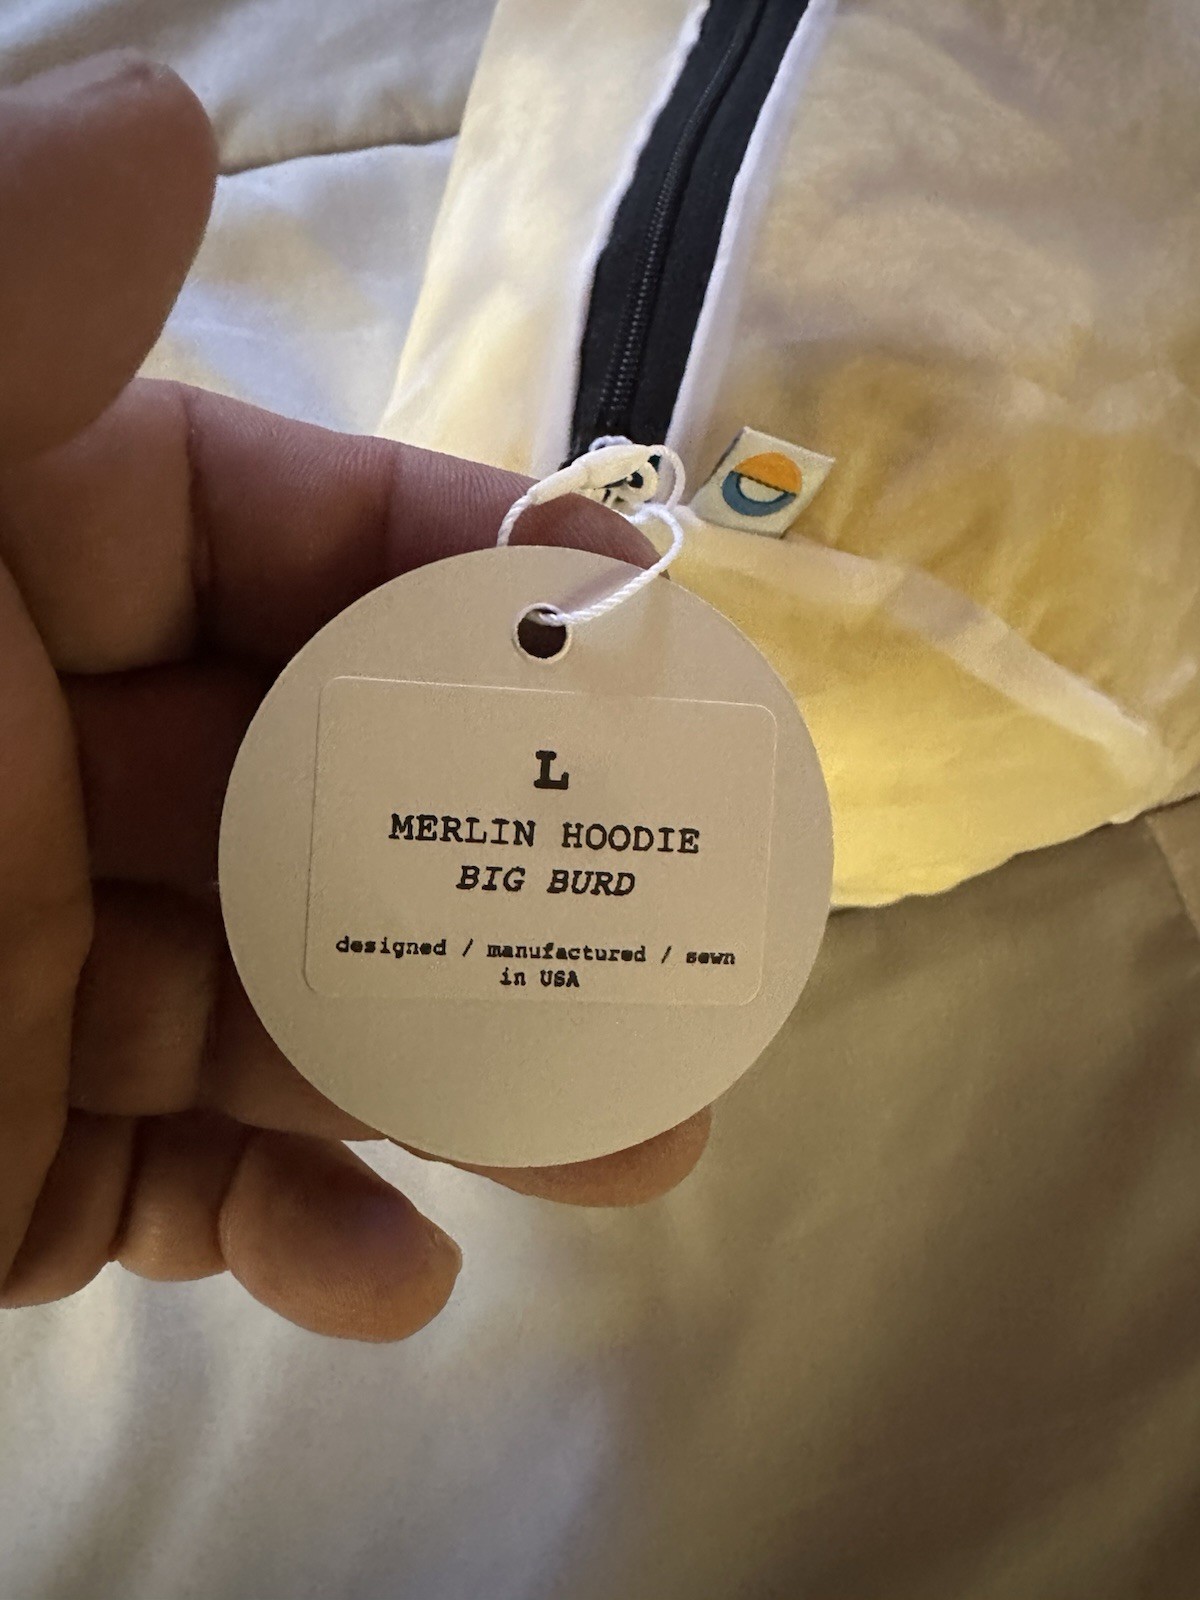 L
MERLIN HOODIE
BIG BURD
designed / manufactured / sewn
in USA